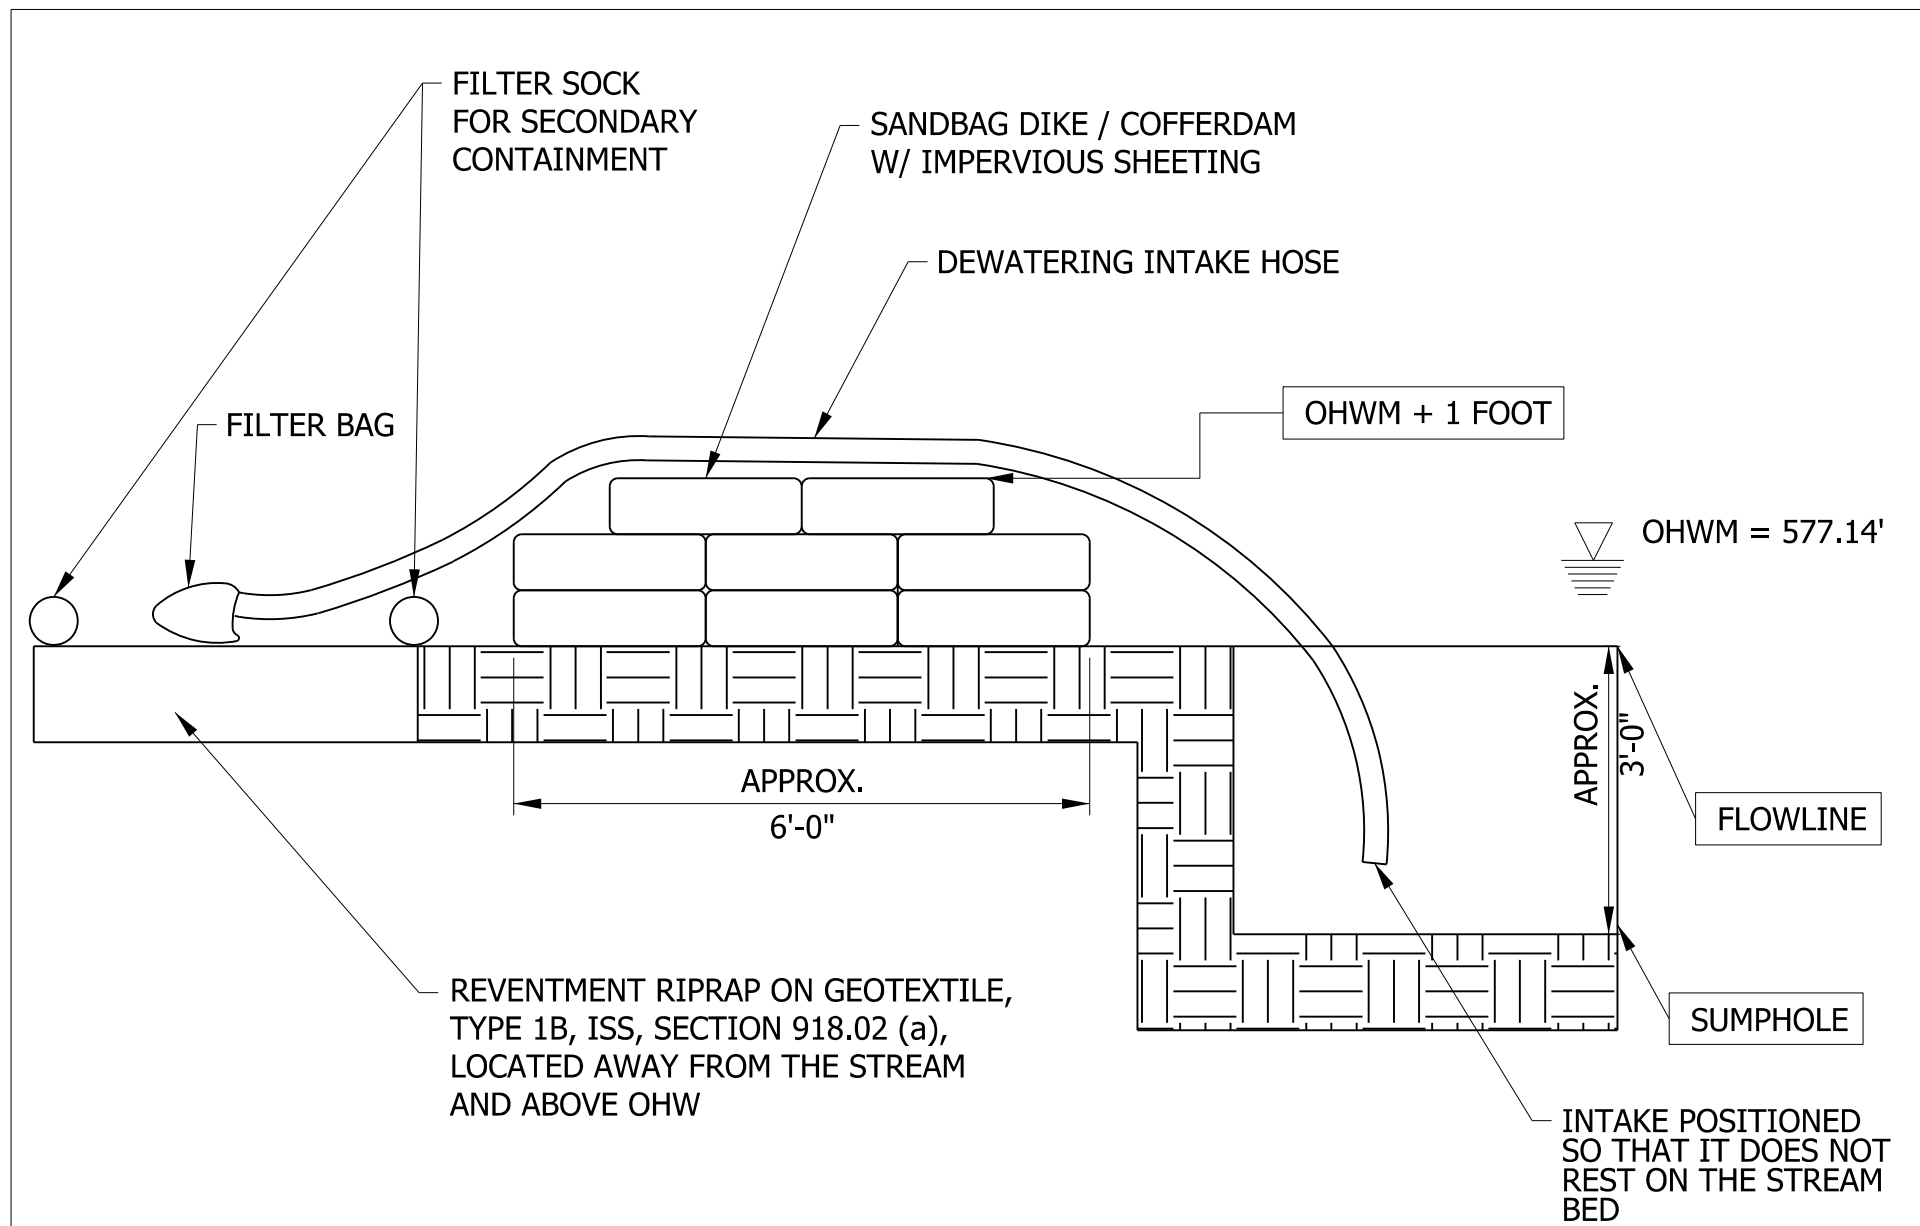 FILTER SOCK
FOR SECONDARY
CONTAINMENT
SANDBAG DIKE / COFFERDAM
W/ IMPERVIOUS SHEETING
DEWATERING INTAKE HOSE
OHWM + 1 FOOT
FILTER BAG
OHWM = 577.14'
APPROX.
3'-0"
APPROX.
6'-0"
FLOWLINE
REVENTMENT RIPRAP ON GEOTEXTILE,
TYPE 1B, ISS, SECTION 918.02 (a),
LOCATED AWAY FROM THE STREAM
AND ABOVE OHW
SUMPHOLE
INTAKE POSITIONED
SO THAT IT DOES NOT
REST ON THE STREAM
BED